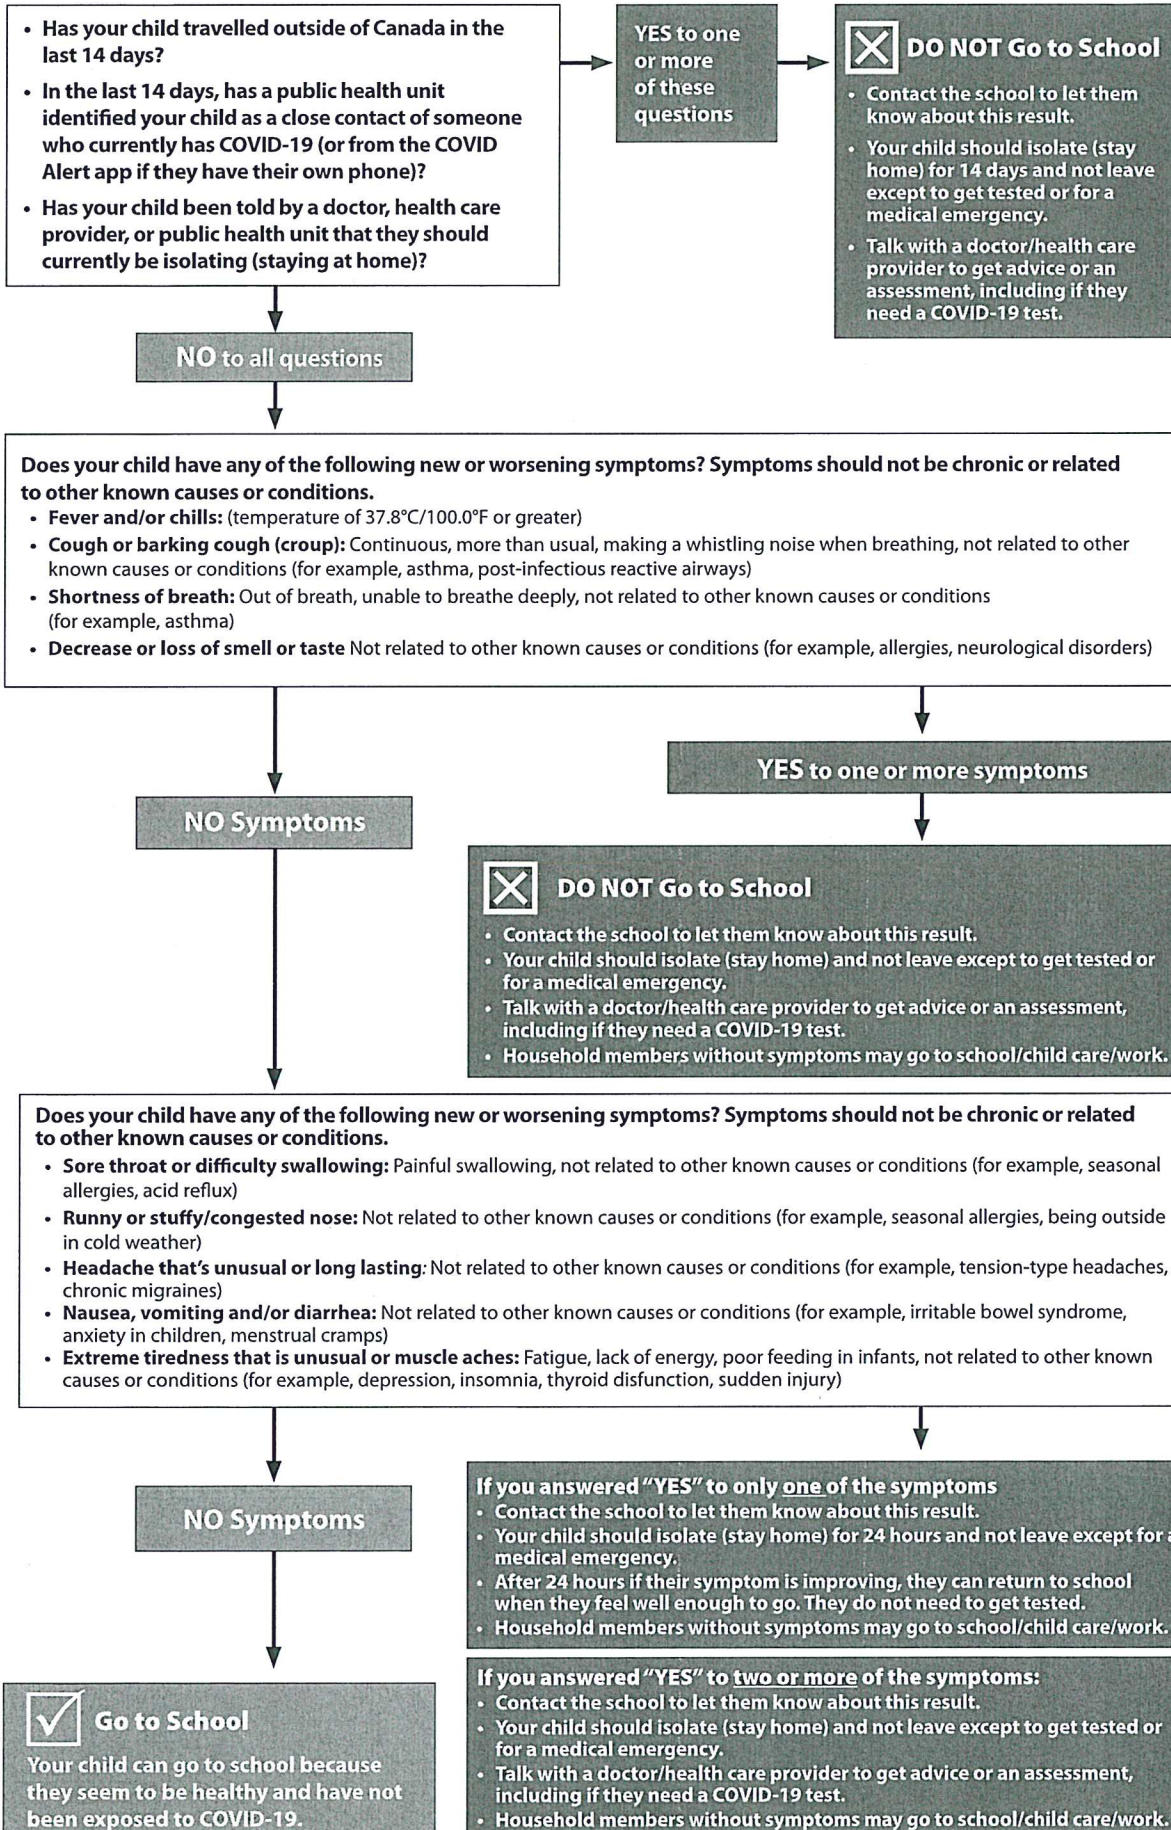 • Has your child travelled outside of Canada in the
last 14 days?
• In the last 14 days, has a public health unit
identified your child as a close contact of someone
who currently has COVID-19 (or from the COVID
Alert app if they have their own phone)?
• Has your child been told by a doctor, health care
provider, or public health unit that they should
currently be isolating (staying at home)?
YES to one
or more
of these
questions
DO NOT Go to School
• Contact the school to let them
know about this result.
• Your child should isolate (stay
home) for 14 days and not leave
except to get tested or for a
medical emergency.
• Talk with a doctor/health care
provider to get advice or an
assessment, including if they
need a COVID-19 test.
NO to all questions
Does your child have any of the following new or worsening symptoms? Symptoms should not be chronic or related
to other known causes or conditions.
• Fever and/or chills: (temperature of 37.8°C/100.0°F or greater)
• Cough or barking cough (croup): Continuous, more than usual, making a whistling noise when breathing, not related to other
known causes or conditions (for example, asthma, post-infectious reactive airways)
• Shortness of breath: Out of breath, unable to breathe deeply, not related to other known causes or conditions
(for example, asthma)
• Decrease or loss of smell or taste Not related to other known causes or conditions (for example, allergies, neurological disorders)
YES to one or more symptoms
NO Symptoms
DO NOT Go to School
• Contact the school to let them know about this result.
• Your child should isolate (stay home) and not leave except to get tested or
for a medical emergency.
• Talk with a doctor/health care provider to get advice or an assessment,
including if they need a COVID-19 test.
• Household members without symptoms may go to school/child care/work.
Does your child have any of the following new or worsening symptoms? Symptoms should not be chronic or related
to other known causes or conditions.
• Sore throat or difficulty swallowing: Painful swallowing, not related to other known causes or conditions (for example, seasonal
allergies, acid reflux)
• Runny or stuffy/congested nose: Not related to other known causes or conditions (for example, seasonal allergies, being outside
in cold weather)
• Headache that's unusual or long lasting: Not related to other known causes or conditions (for example, tension-type headaches,
chronic migraines)
• Nausea, vomiting and/or diarrhea: Not related to other known causes or conditions (for example, irritable bowel syndrome,
anxiety in children, menstrual cramps)
• Extreme tiredness that is unusual or muscle aches: Fatigue, lack of energy, poor feeding in infants, not related to other known
causes or conditions (for example, depression, insomnia, thyroid disfunction, sudden injury)
NO Symptoms
If you answered "YES" to only one of the symptoms
• Contact the school to let them know about this result.
• Your child should isolate (stay home) for 24 hours and not leave except for a
medical emergency.
• After 24 hours if their symptom is improving, they can return to school
when they feel well enough to go. They do not need to get tested.
• Household members without symptoms may go to school/child care/work.
Go to School
Your child can go to school because
they seem to be healthy and have not
been exposed to COVID-19.
If you answered "YES" to two or more of the symptoms:
• Contact the school to let them know about this result.
• Your child should isolate (stay home) and not leave except to get tested or
for a medical emergency.
• Talk with a doctor/health care provider to get advice or an assessment,
including if they need a COVID-19 test.
• Household members without symptoms may go to school/child care/work.